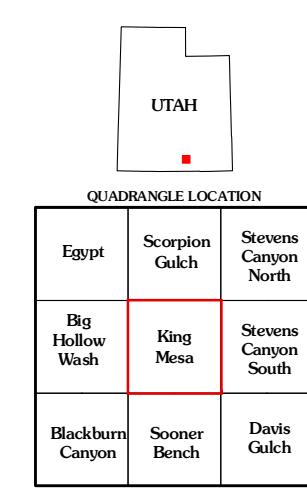 UTAH
QUADRANGLE LOCATION
Egypt
Scorpion
Gulch
Stevens
Canyon
North
Big
Hollow
Wash
King
Mesa
Stevens
Canyon
South
Blackburn
Canyon
Sooner
Bench
Davis
Gulch